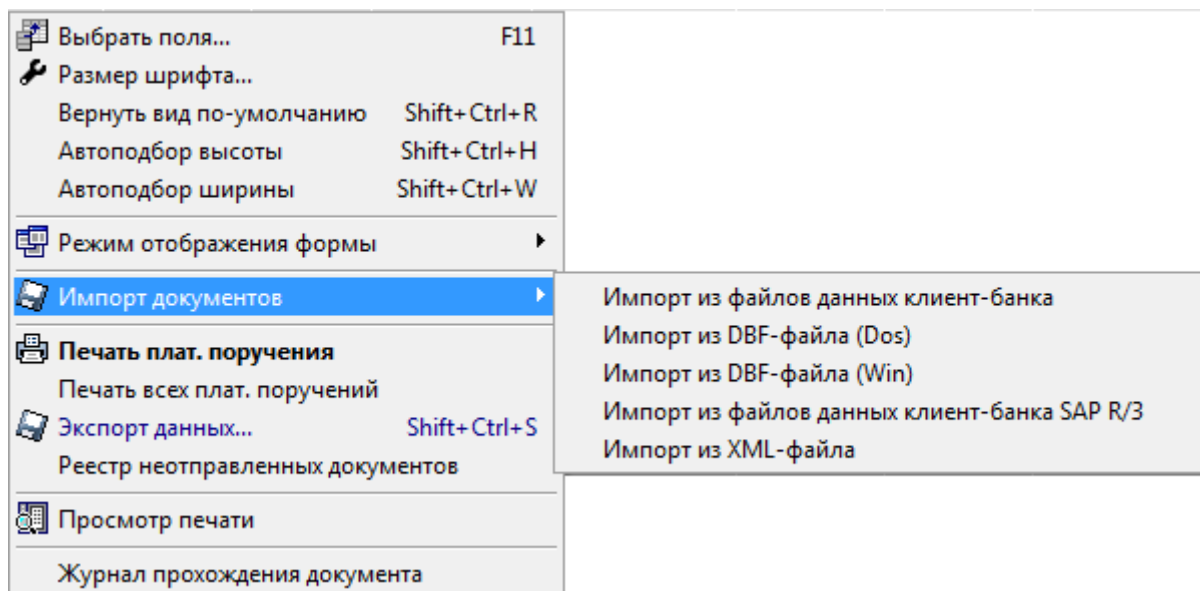 Выбрать поля... F11
Размер шрифта...
Вернуть вид по-умолчанию Shift+Ctrl+R
Автоподбор высоты Shift+Ctrl+H
Автоподбор ширины Shift+Ctrl+W
Режим отображения формы
Импорт документов
Импорт из файлов данных клиент-банка
Импорт из DBF-файла (Dos)
Импорт из DBF-файла (Win)
Импорт из файлов данных клиент-банка SAP R/3
Импорт из XML-файла
Печать плат. поручения
Печать всех плат. поручений
Экспорт данных... Shift+Ctrl+S
Реестр неотправленных документов
Просмотр печати
Журнал прохождения документа